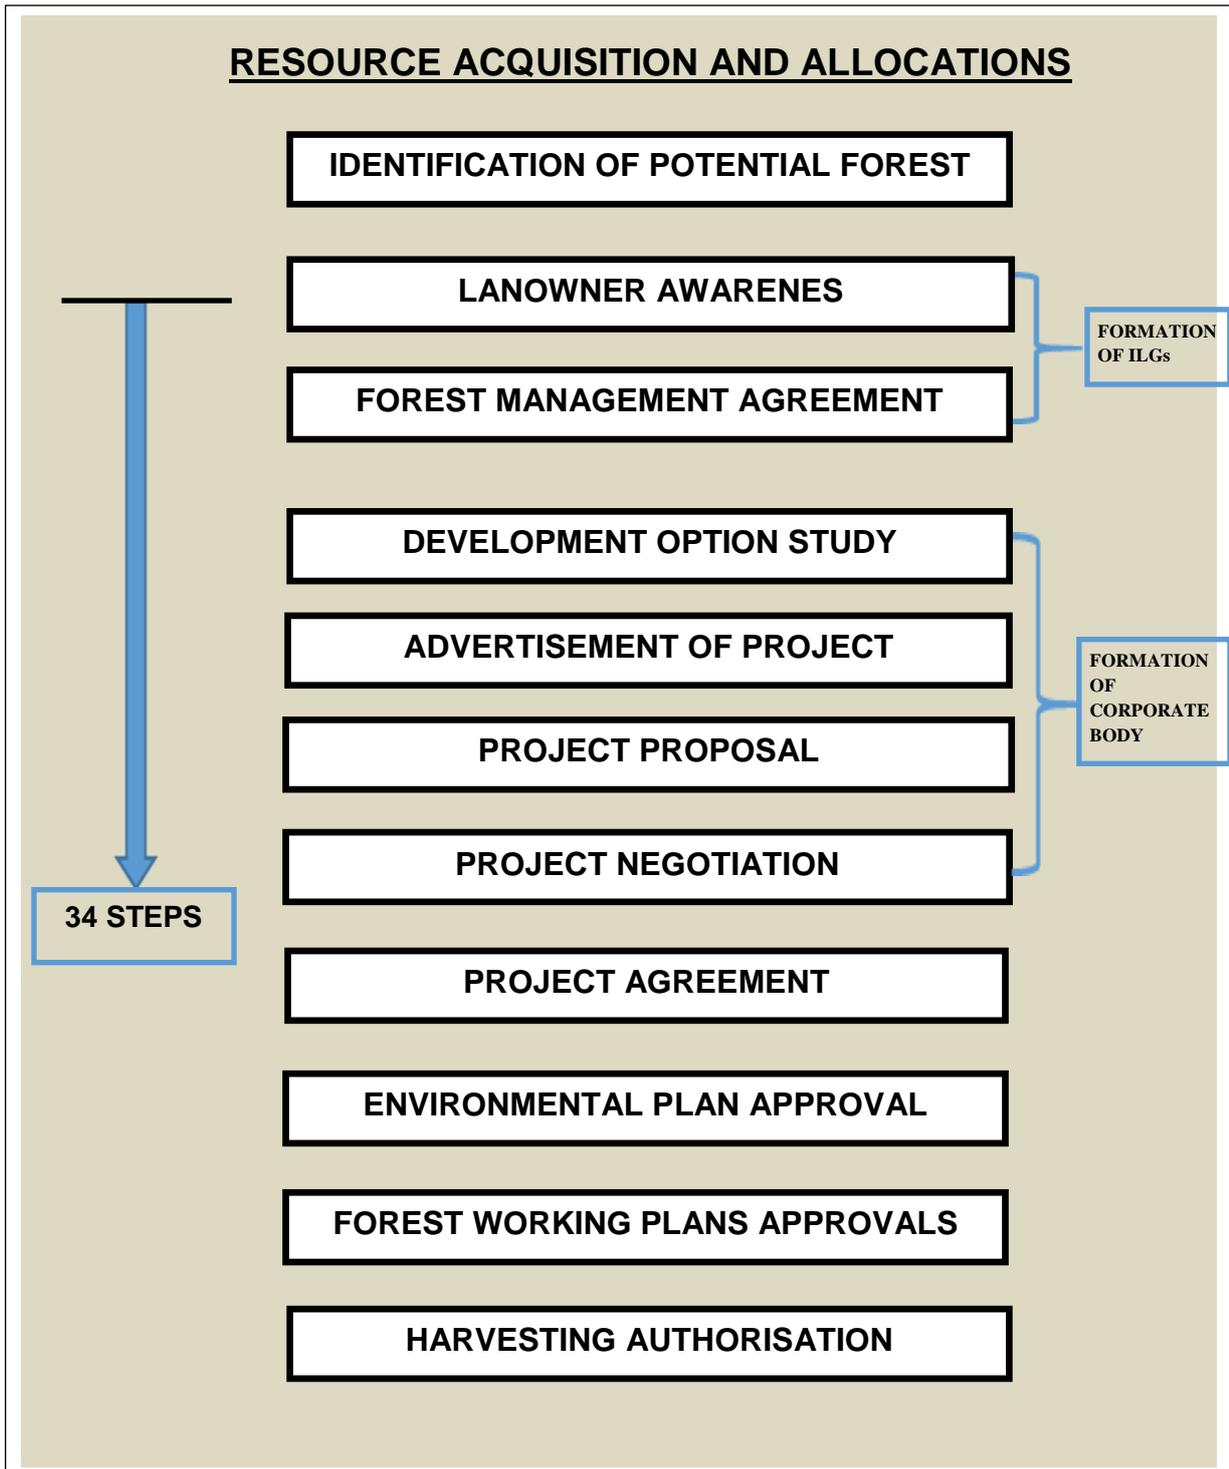 RESOURCE ACQUISITION AND ALLOCATIONS
IDENTIFICATION OF POTENTIAL FOREST
LANOWNER AWARENES
FORMATION
OF ILGs
FOREST MANAGEMENT AGREEMENT
DEVELOPMENT OPTION STUDY
ADVERTISEMENT OF PROJECT
FORMATION
OF
CORPORATE
BODY
PROJECT PROPOSAL
PROJECT NEGOTIATION
34 STEPS
PROJECT AGREEMENT
ENVIRONMENTAL PLAN APPROVAL
FOREST WORKING PLANS APPROVALS
HARVESTING AUTHORISATION